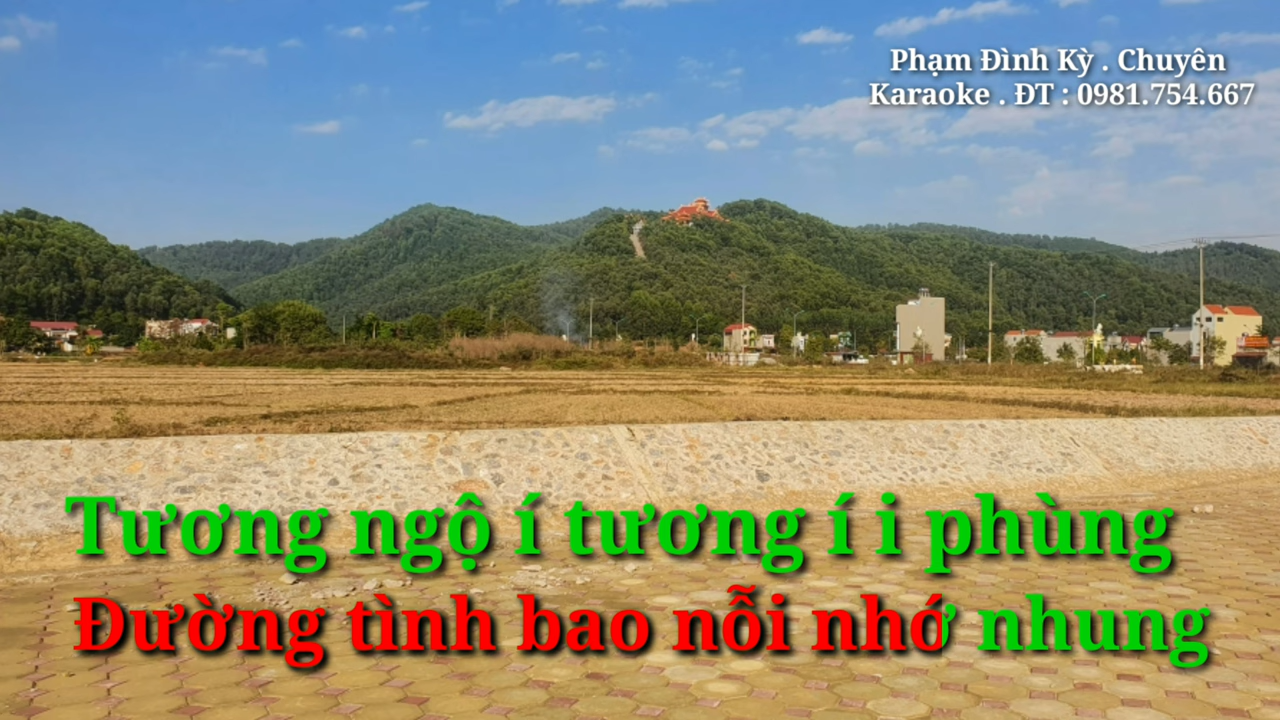 Phạm Đình Kỳ . Chuyên
Karaoke . ĐT : 0981.754.667
Tương ngộ í tương í i phùng
Đường tình bao nỗi nhớ nhung